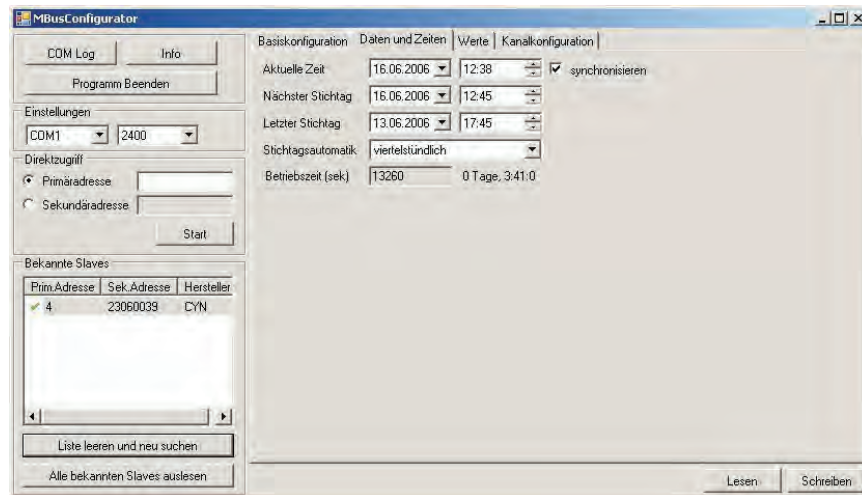 MBusConfigurator
COM Log
Info
Programm Beenden
Einstellungen
COM1
2400
Direktzugriff
Primäradresse
Sekundäradresse
Start
Bekannte Slaves
Prim.Adresse Sek.Adresse Hersteller
4 23060039 CYN
Liste leeren und neu suchen
Alle bekannten Slaves auslesen
Basiskonfiguration Daten und Zeiten Werte Kanalkonfiguration
Aktuelle Zeit 16.06.2006 12:38 synchronisieren
Nächster Stichtag 16.06.2006 12:45
Letzter Stichtag 13.06.2006 17:45
Stichtagsautomatik viertelstündlich
Betriebszeit (sek) 13260 0 Tage, 3:41:0
Lesen Schreiben